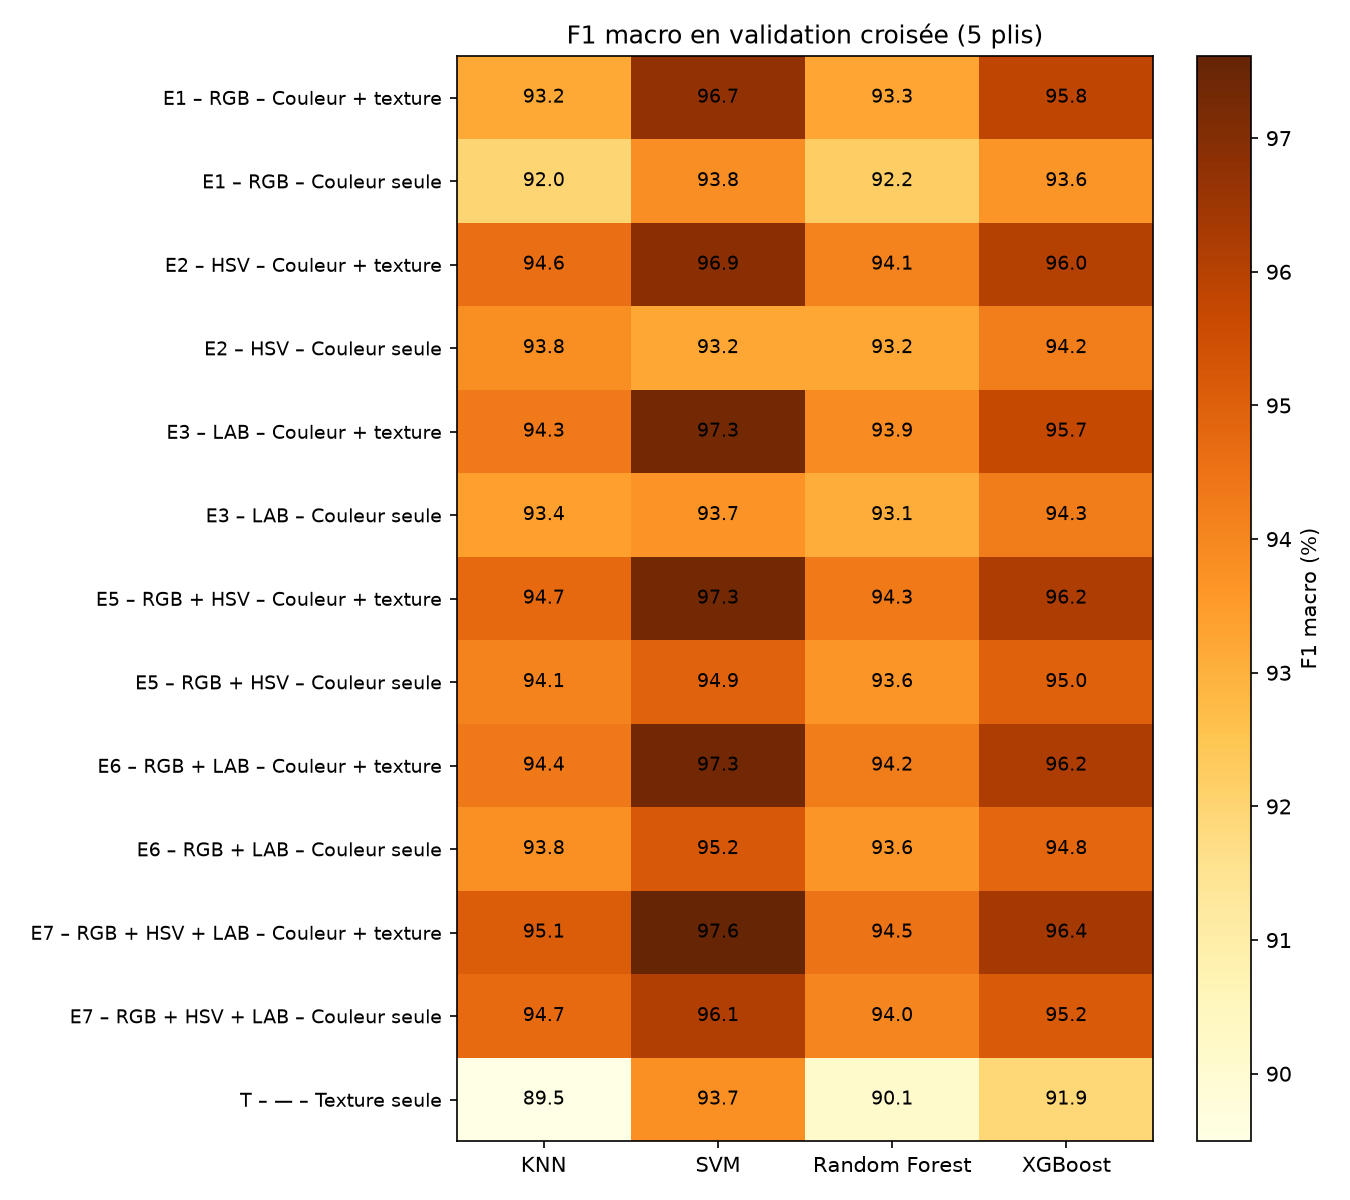 F1 macro en validation croisée (5 plis)
E1 – RGB – Couleur + texture 93.2 96.7 93.3 95.8
E1 – RGB – Couleur seule 92.0 93.8 92.2 93.6
E2 – HSV – Couleur + texture 94.6 96.9 94.1 96.0
E2 – HSV – Couleur seule 93.8 93.2 93.2 94.2
E3 – LAB – Couleur + texture 94.3 97.3 93.9 95.7
E3 – LAB – Couleur seule 93.4 93.7 93.1 94.3
E5 – RGB + HSV – Couleur + texture 94.7 97.3 94.3 96.2
E5 – RGB + HSV – Couleur seule 94.1 94.9 93.6 95.0
E6 – RGB + LAB – Couleur + texture 94.4 97.3 94.2 96.2
E6 – RGB + LAB – Couleur seule 93.8 95.2 93.6 94.8
E7 – RGB + HSV + LAB – Couleur + texture 95.1 97.6 94.5 96.4
E7 – RGB + HSV + LAB – Couleur seule 94.7 96.1 94.0 95.2
T – — – Texture seule 89.5 93.7 90.1 91.9
KNN SVM Random Forest XGBoost
97
96
95
94
93
92
91
90
F1 macro (%)